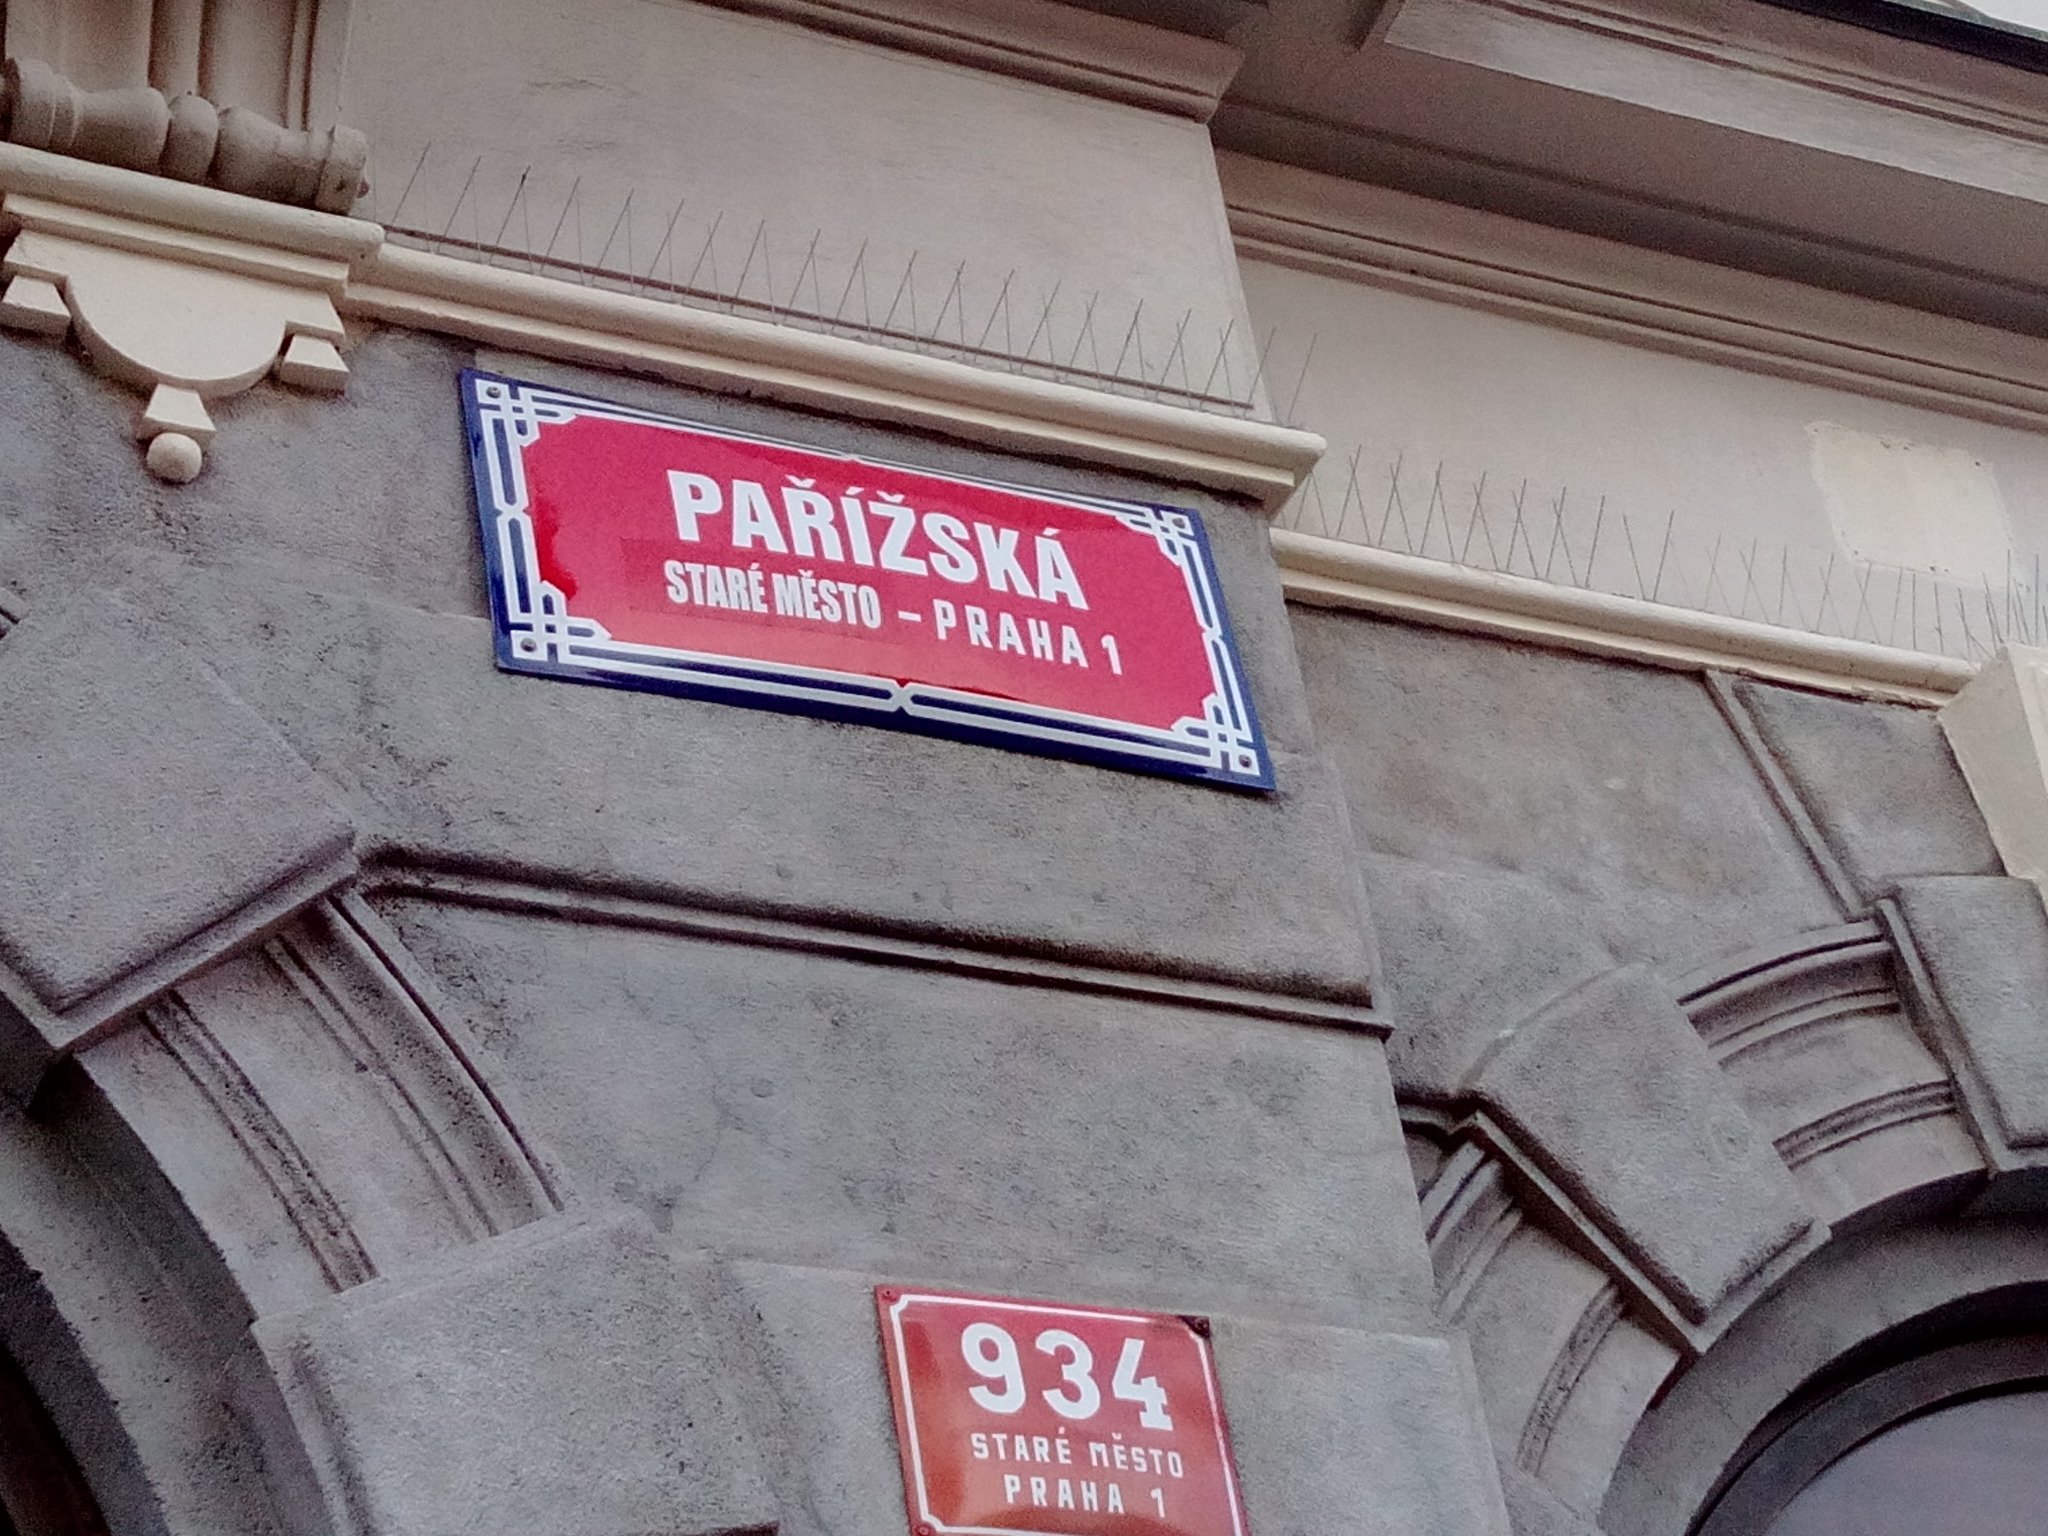 PAŘÍŽSKÁ
STARÉ MĚSTO – PRAHA 1
934
STARÉ MĚSTO
PRAHA 1